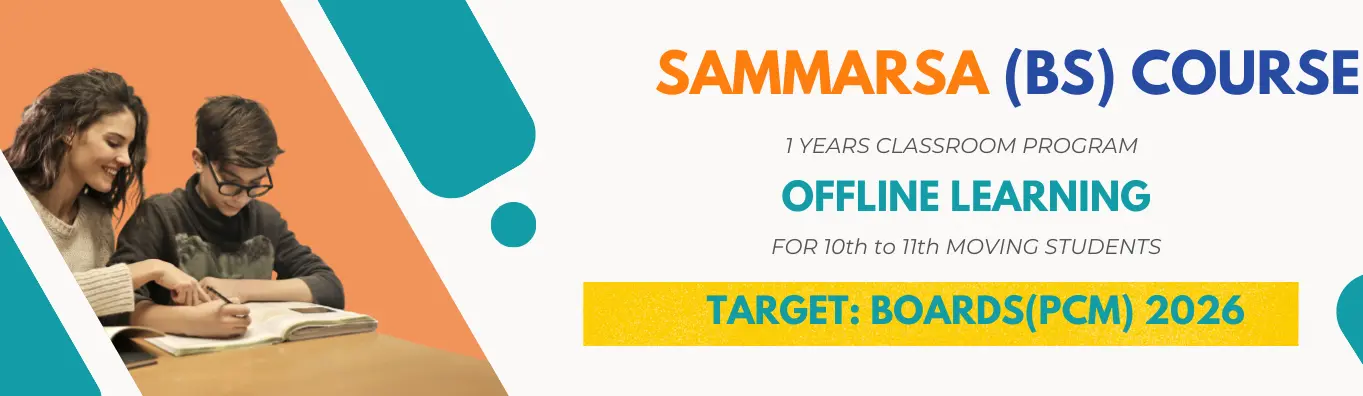 SAMMARSA (BS) COURSE
1 YEARS CLASSROOM PROGRAM
OFFLINE LEARNING
FOR 10th to 11th MOVING STUDENTS
TARGET: BOARDS(PCM) 2026